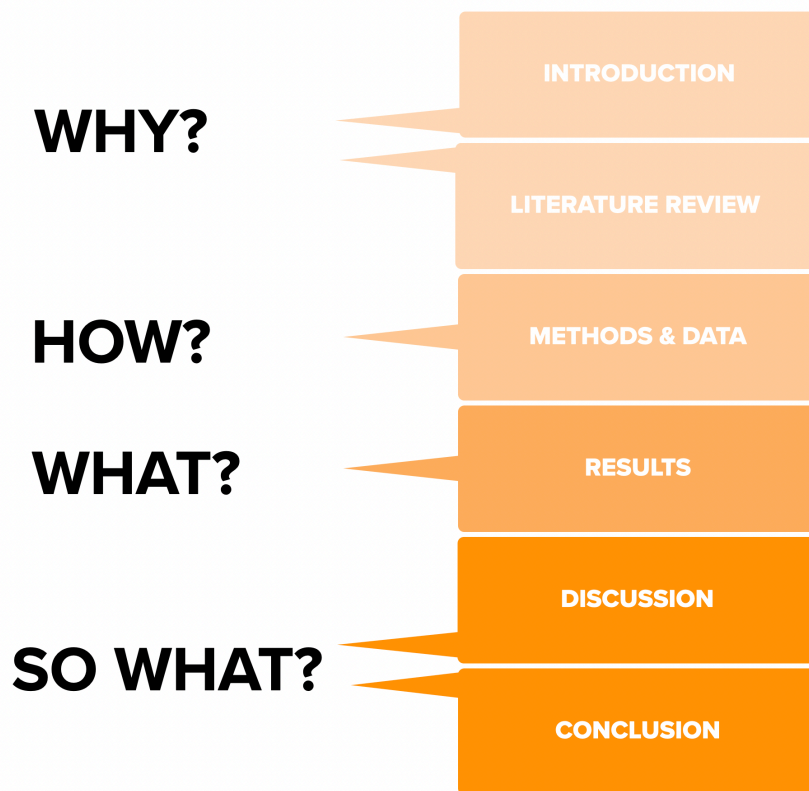 WHY?
INTRODUCTION
LITERATURE REVIEW
HOW?
METHODS & DATA
WHAT?
RESULTS
SO WHAT?
DISCUSSION
CONCLUSION